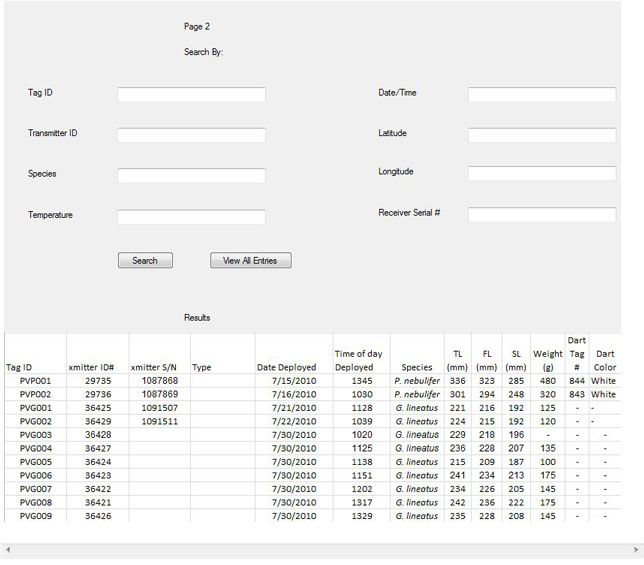 Page 2
Search By:
Tag ID Date/Time
Transmitter ID Latitude
Species Longitude
Temperature Receiver Serial #
Search View All Entries
Results
Tag ID xmitter ID# xmitter S/N Type Date Deployed Time of day Deployed Species TL (mm) FL (mm) SL (mm) Weight (g) Dart Tag # Dart Color
PVP001 29735 1087868 7/15/2010 1345 P. nebulifer 336 323 285 480 844 White
PVP002 29736 1087869 7/16/2010 1030 P. nebulifer 301 294 248 320 843 White
PVG001 36425 1091507 7/21/2010 1128 G. lineatus 221 216 192 125 - -
PVG002 36429 1091511 7/22/2010 1039 G. lineatus 224 215 192 120 - -
PVG003 36428 7/30/2010 1020 G. lineatus 229 218 196 - - -
PVG004 36427 7/30/2010 1125 G. lineatus 236 228 207 135 - -
PVG005 36424 7/30/2010 1138 G. lineatus 215 209 187 100 - -
PVG006 36423 7/30/2010 1151 G. lineatus 241 234 213 175 - -
PVG007 36422 7/30/2010 1202 G. lineatus 234 226 205 145 - -
PVG008 36421 7/30/2010 1317 G. lineatus 242 236 222 175 - -
PVG009 36426 7/30/2010 1329 G. lineatus 235 228 208 145 - -